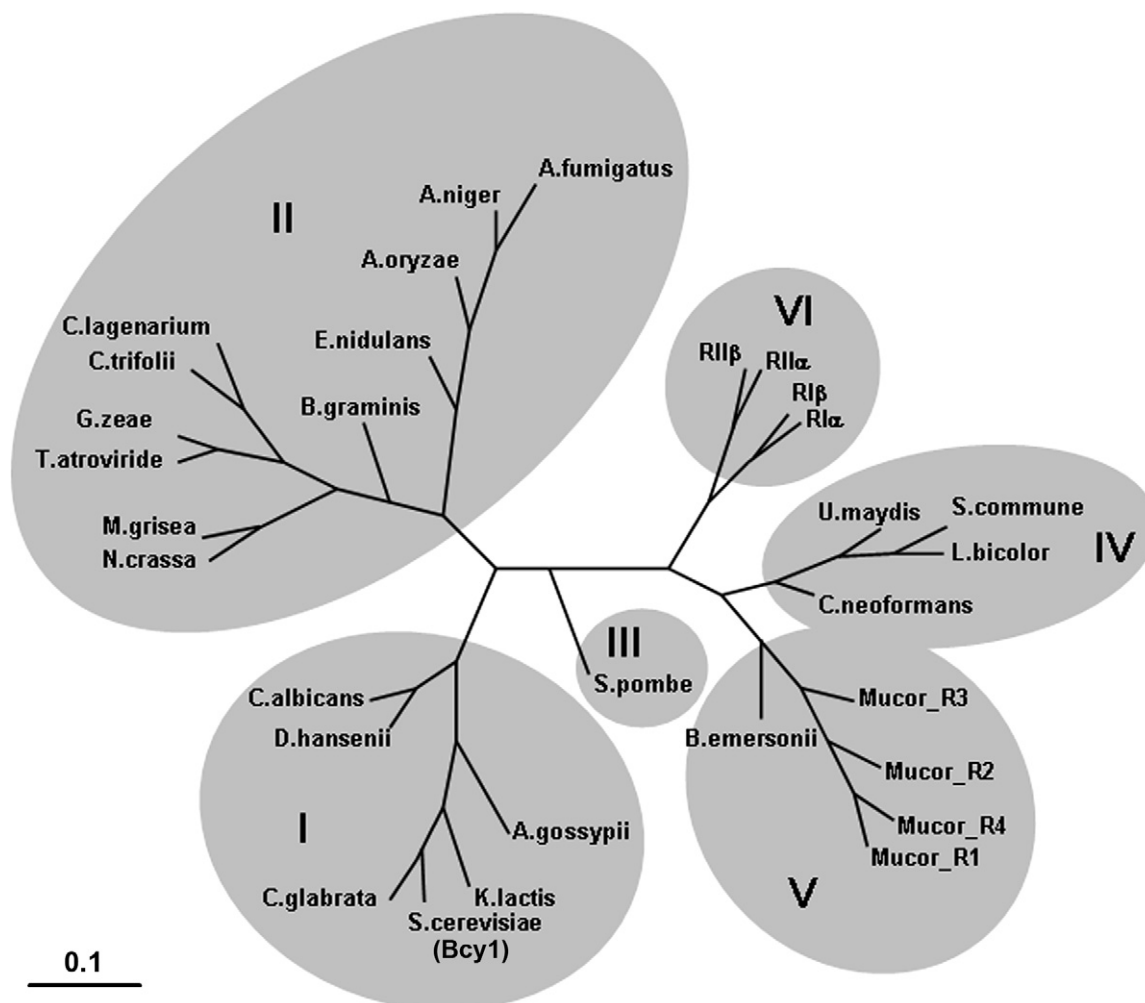 II
A.fumigatus
A.niger
A.oryzae
E.nidulans
B.graminis
C.lagenarium
C.trifolii
G.zeae
T.atroviride
M.grisea
N.crassa
VI
RIIβ
RIIα
RIβ
RIα
IV
U.maydis
S.commune
L.bicolor
C.neoformans
III
S.pombe
I
C.albicans
D.hansenii
A.gossypii
K.lactis
C.glabrata
S.cerevisiae
(Bcy1)
V
B.emersonii
Mucor_R3
Mucor_R2
Mucor_R4
Mucor_R1
0.1